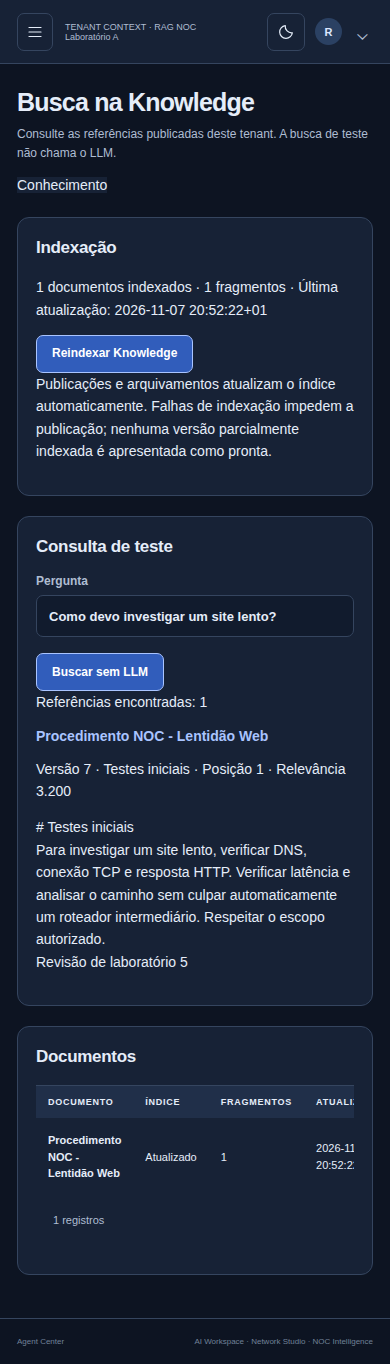 TENANT CONTEXT · RAG NOC
Laboratório A
R
Busca na Knowledge
Consulte as referências publicadas deste tenant. A busca de teste
não chama o LLM.
Conhecimento
Indexação
1 documentos indexados · 1 fragmentos · Última
atualização: 2026-11-07 20:52:22+01
Reindexar Knowledge
Publicações e arquivamentos atualizam o índice
automaticamente. Falhas de indexação impedem a
publicação; nenhuma versão parcialmente
indexada é apresentada como pronta.
Consulta de teste
Pergunta
Como devo investigar um site lento?
Buscar sem LLM
Referências encontradas: 1
Procedimento NOC - Lentidão Web
Versão 7 · Testes iniciais · Posição 1 · Relevância
3.200
# Testes iniciais
Para investigar um site lento, verificar DNS,
conexão TCP e resposta HTTP. Verificar latência e
analisar o caminho sem culpar automaticamente
um roteador intermediário. Respeitar o escopo
autorizado.
Revisão de laboratório 5
Documentos
DOCUMENTO ÍNDICE FRAGMENTOS
Procedimento
NOC -
Lentidão Web
Atualizado 1 2026-11
20:52:2
1 registros
Agent Center AI Workspace · Network Studio · NOC Intelligence